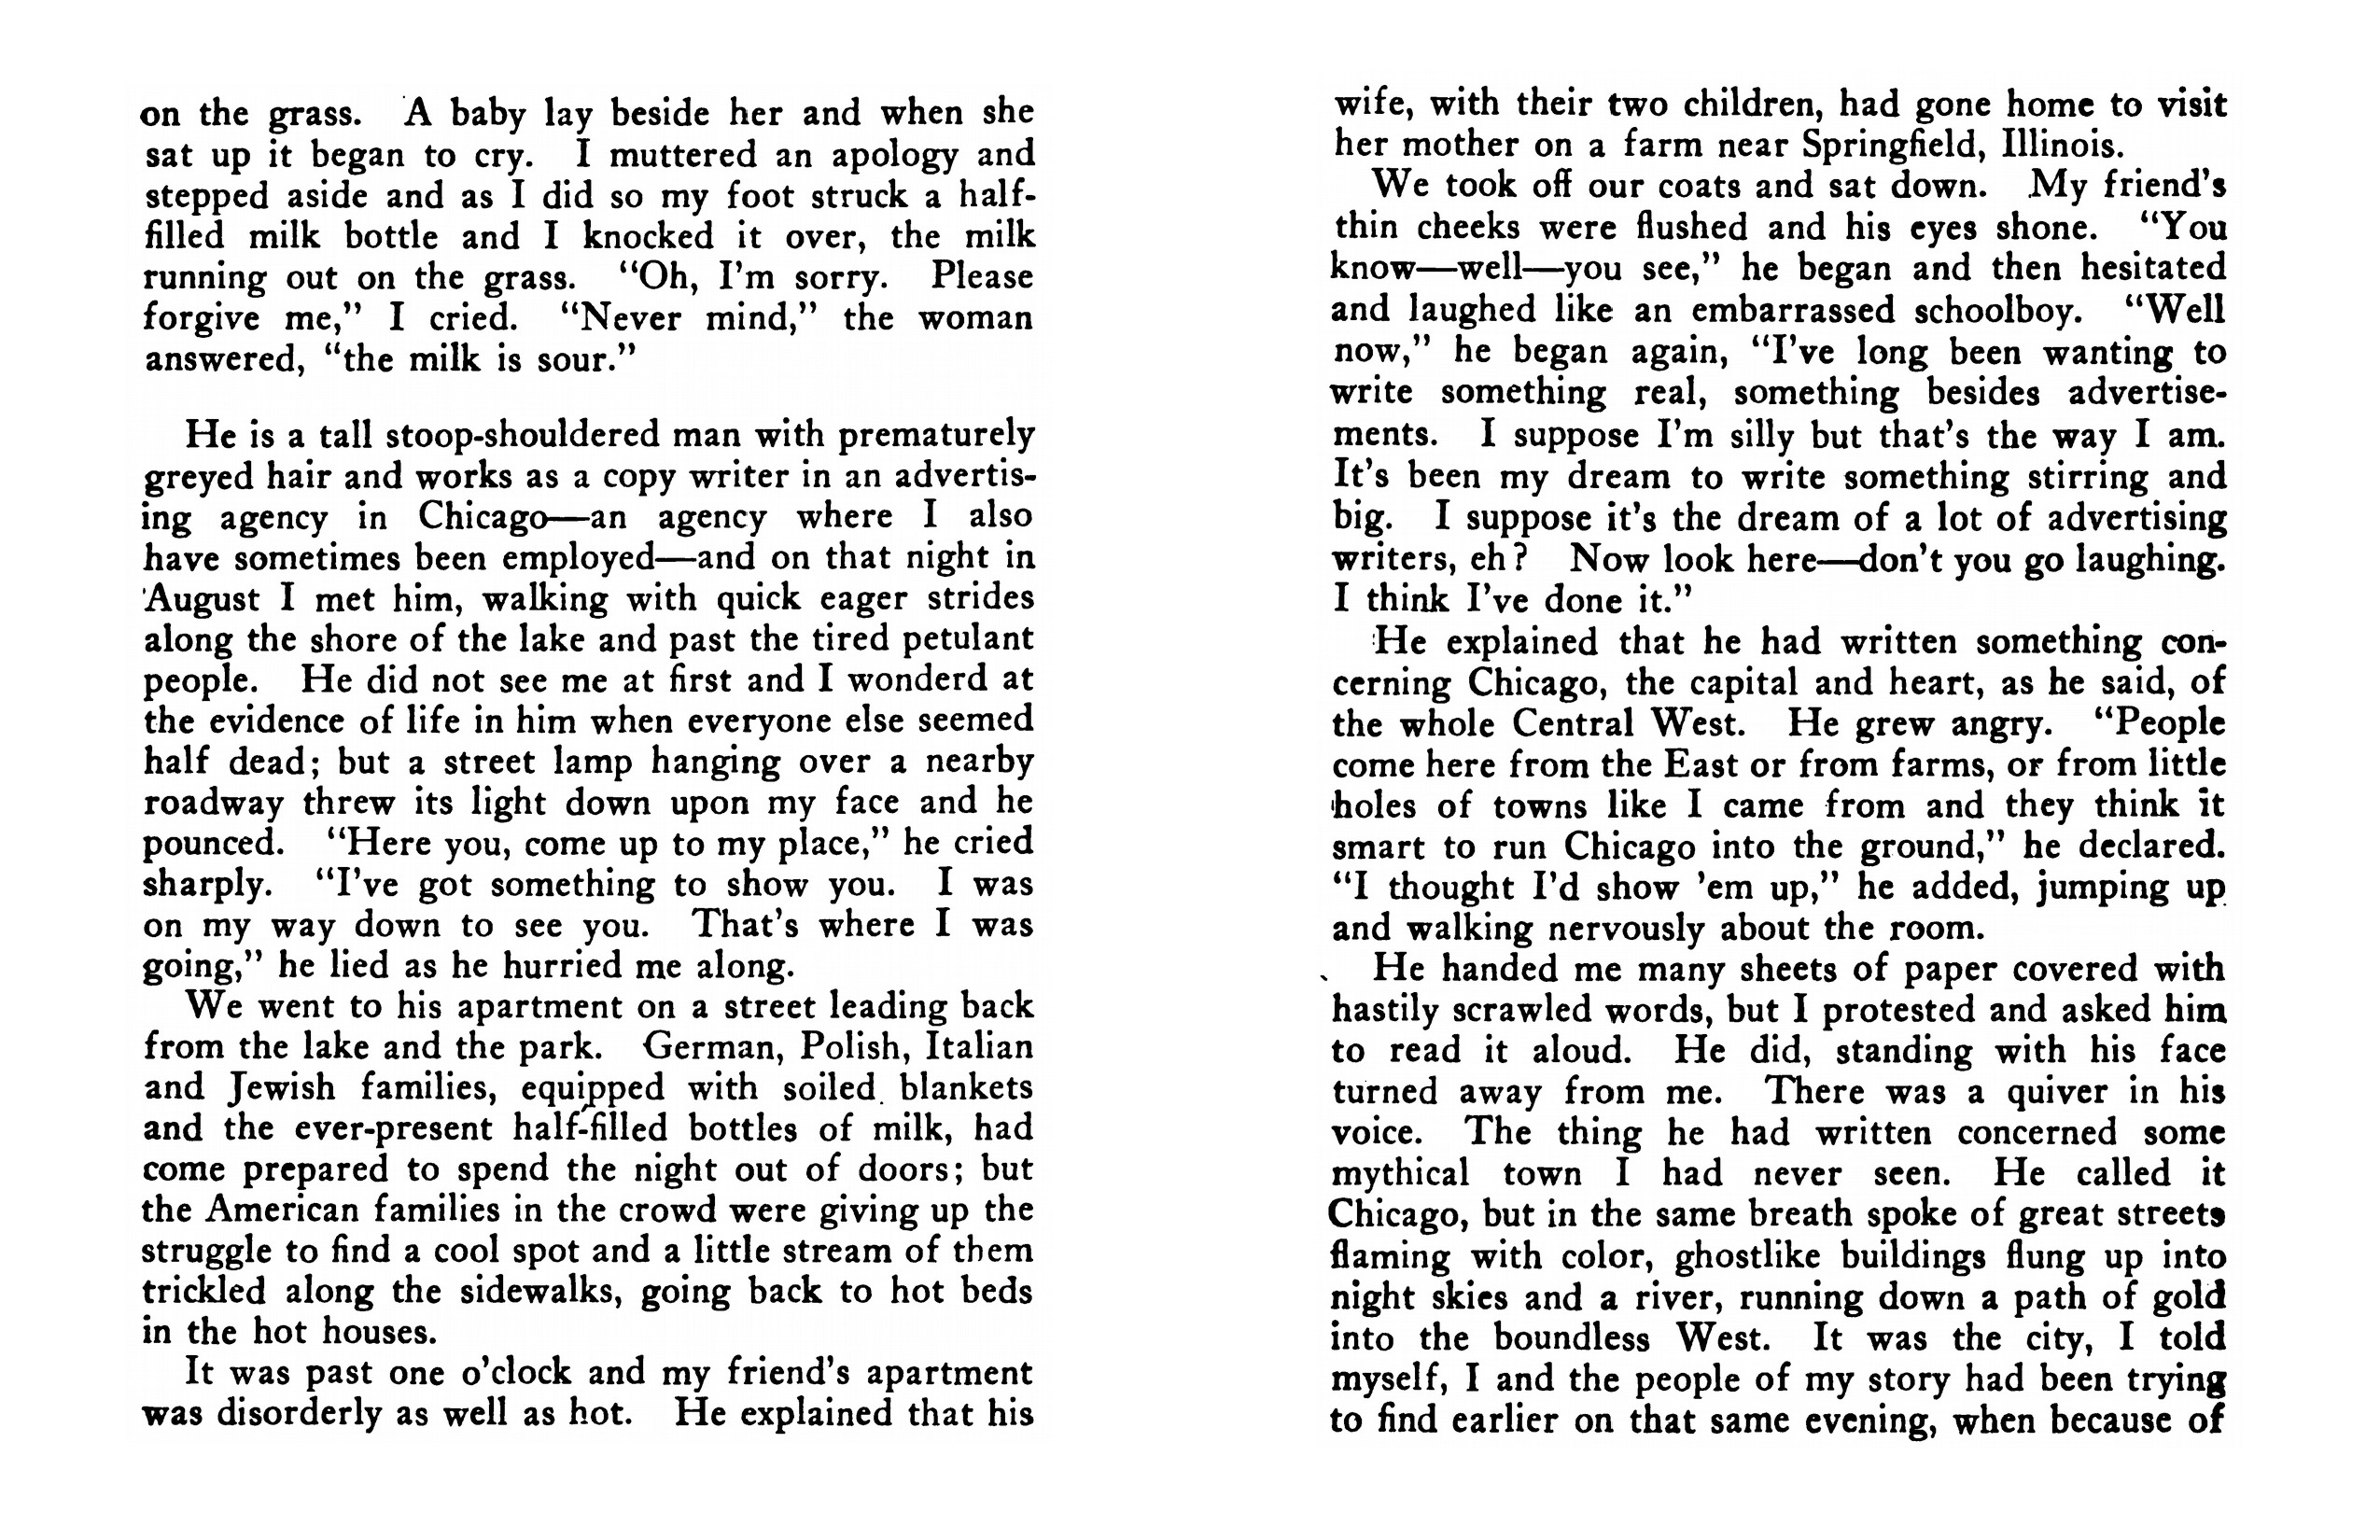 on the grass. A baby lay beside her and when she
sat up it began to cry. I muttered an apology and
stepped aside and as I did so my foot struck a half-
filled milk bottle and I knocked it over, the milk
running out on the grass. “Oh, I’m sorry. Please
forgive me,” I cried. “Never mind,” the woman
answered, “the milk is sour.”

He is a tall stoop-shouldered man with prematurely
greyed hair and works as a copy writer in an advertis-
ing agency in Chicago—an agency where I also
have sometimes been employed—and on that night in
August I met him, walking with quick eager strides
along the shore of the lake and past the tired petulant
people. He did not see me at first and I wonderd at
the evidence of life in him when everyone else seemed
half dead; but a street lamp hanging over a nearby
roadway threw its light down upon my face and he
pounced. “Here you, come up to my place,” he cried
sharply. “I’ve got something to show you. I was
on my way down to see you. That’s where I was
going,” he lied as he hurried me along.
We went to his apartment on a street leading back
from the lake and the park. German, Polish, Italian
and Jewish families, equipped with soiled blankets
and the ever-present half-filled bottles of milk, had
come prepared to spend the night out of doors; but
the American families in the crowd were giving up the
struggle to find a cool spot and a little stream of them
trickled along the sidewalks, going back to hot beds
in the hot houses.
It was past one o’clock and my friend’s apartment
was disorderly as well as hot. He explained that his
wife, with their two children, had gone home to visit
her mother on a farm near Springfield, Illinois.
We took off our coats and sat down. My friend’s
thin cheeks were flushed and his eyes shone. “You
know—well—you see,” he began and then hesitated
and laughed like an embarrassed schoolboy. “Well
now,” he began again, “I’ve long been wanting to
write something real, something besides advertise-
ments. I suppose I’m silly but that’s the way I am.
It’s been my dream to write something stirring and
big. I suppose it’s the dream of a lot of advertising
writers, eh? Now look here—don’t you go laughing.
I think I’ve done it.”
He explained that he had written something con-
cerning Chicago, the capital and heart, as he said, of
the whole Central West. He grew angry. “People
come here from the East or from farms, or from little
holes of towns like I came from and they think it
smart to run Chicago into the ground,” he declared.
“I thought I’d show ’em up,” he added, jumping up
and walking nervously about the room.
He handed me many sheets of paper covered with
hastily scrawled words, but I protested and asked him
to read it aloud. He did, standing with his face
turned away from me. There was a quiver in his
voice. The thing he had written concerned some
mythical town I had never seen. He called it
Chicago, but in the same breath spoke of great streets
flaming with color, ghostlike buildings flung up into
night skies and a river, running down a path of gold
into the boundless West. It was the city, I told
myself, I and the people of my story had been trying
to find earlier on that same evening, when because of